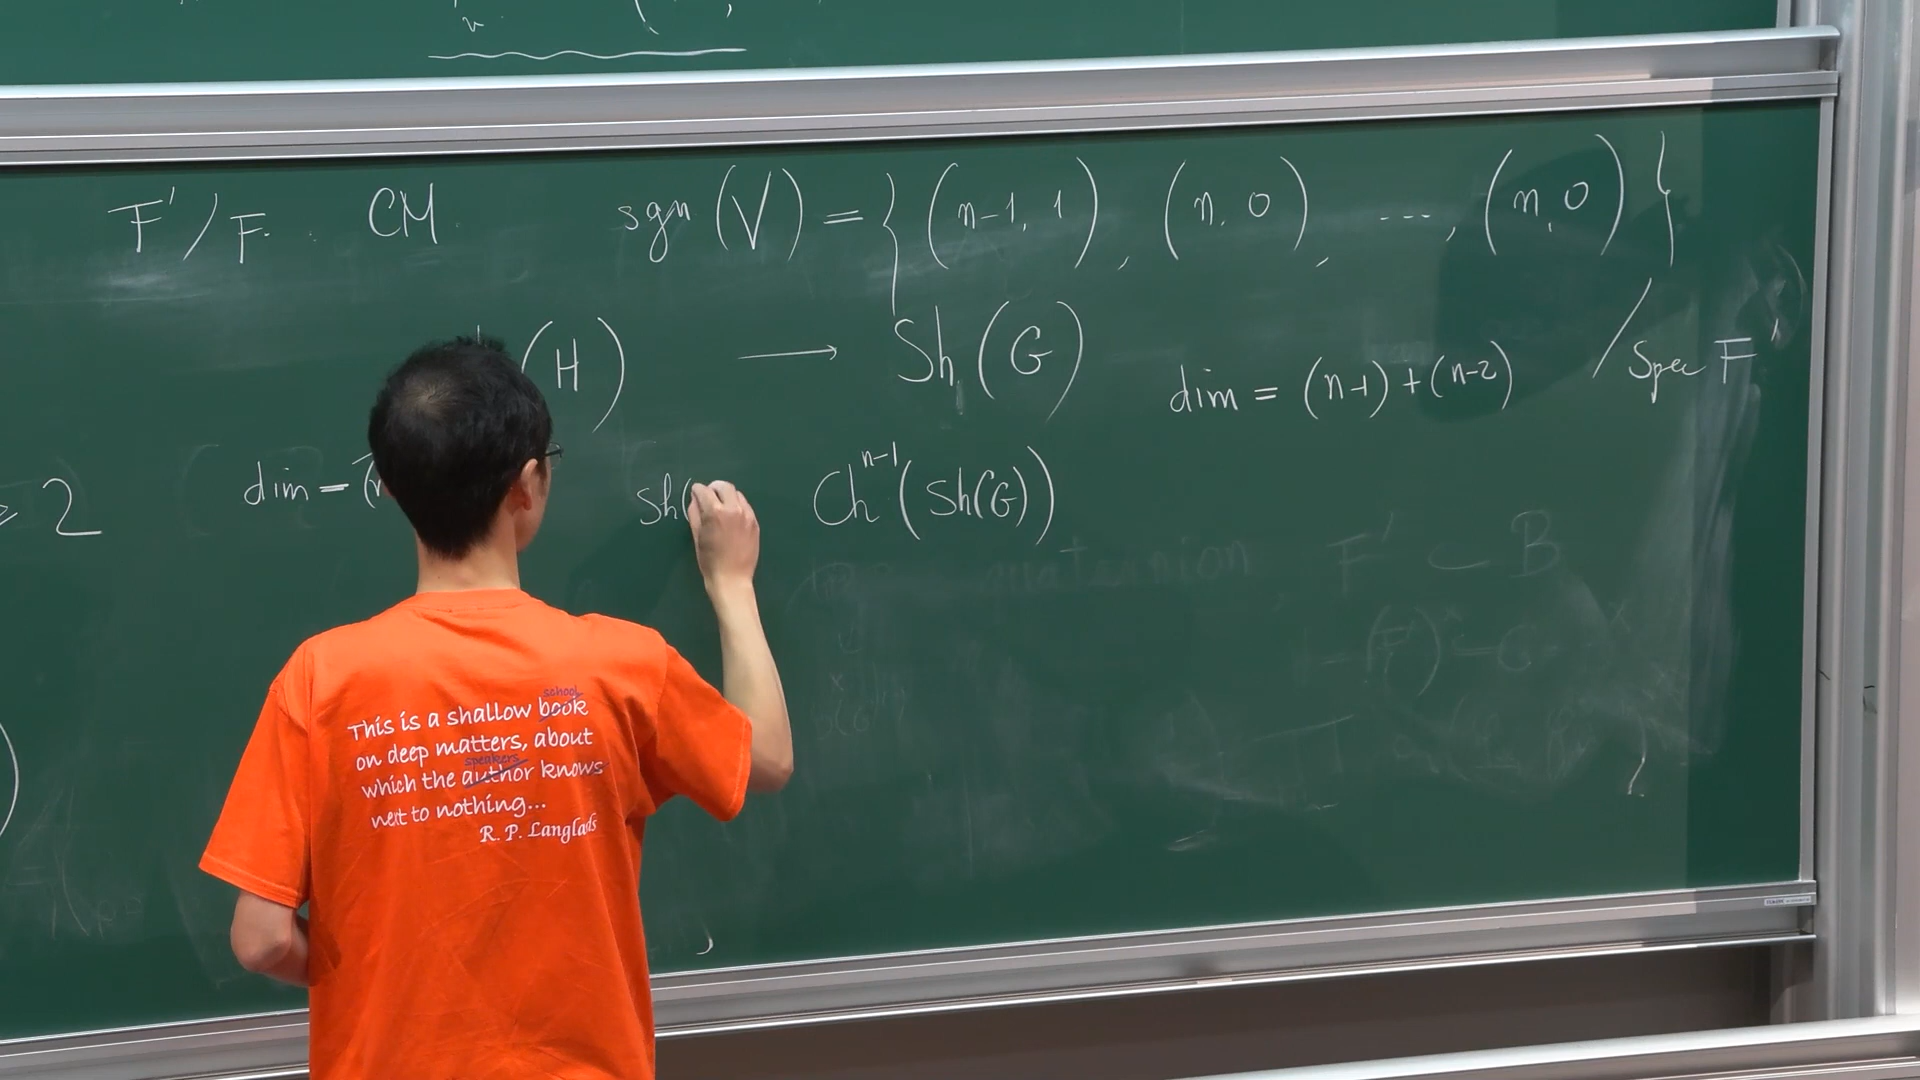 F'/F. CM. sgn (V) = { (n-1, 1), (n, 0), ..., (n, 0) }
(H) → Sh (G) dim = (n-1) + (n-2) / Spec F'
≥ 2 dim = ( Sh( Ch^{n-1} (Sh(G))
quaternion F' ⊂ B
This is a shallow book
school
on deep matters, about
which the author knows
speakers
next to nothing...
R. P. Langlands